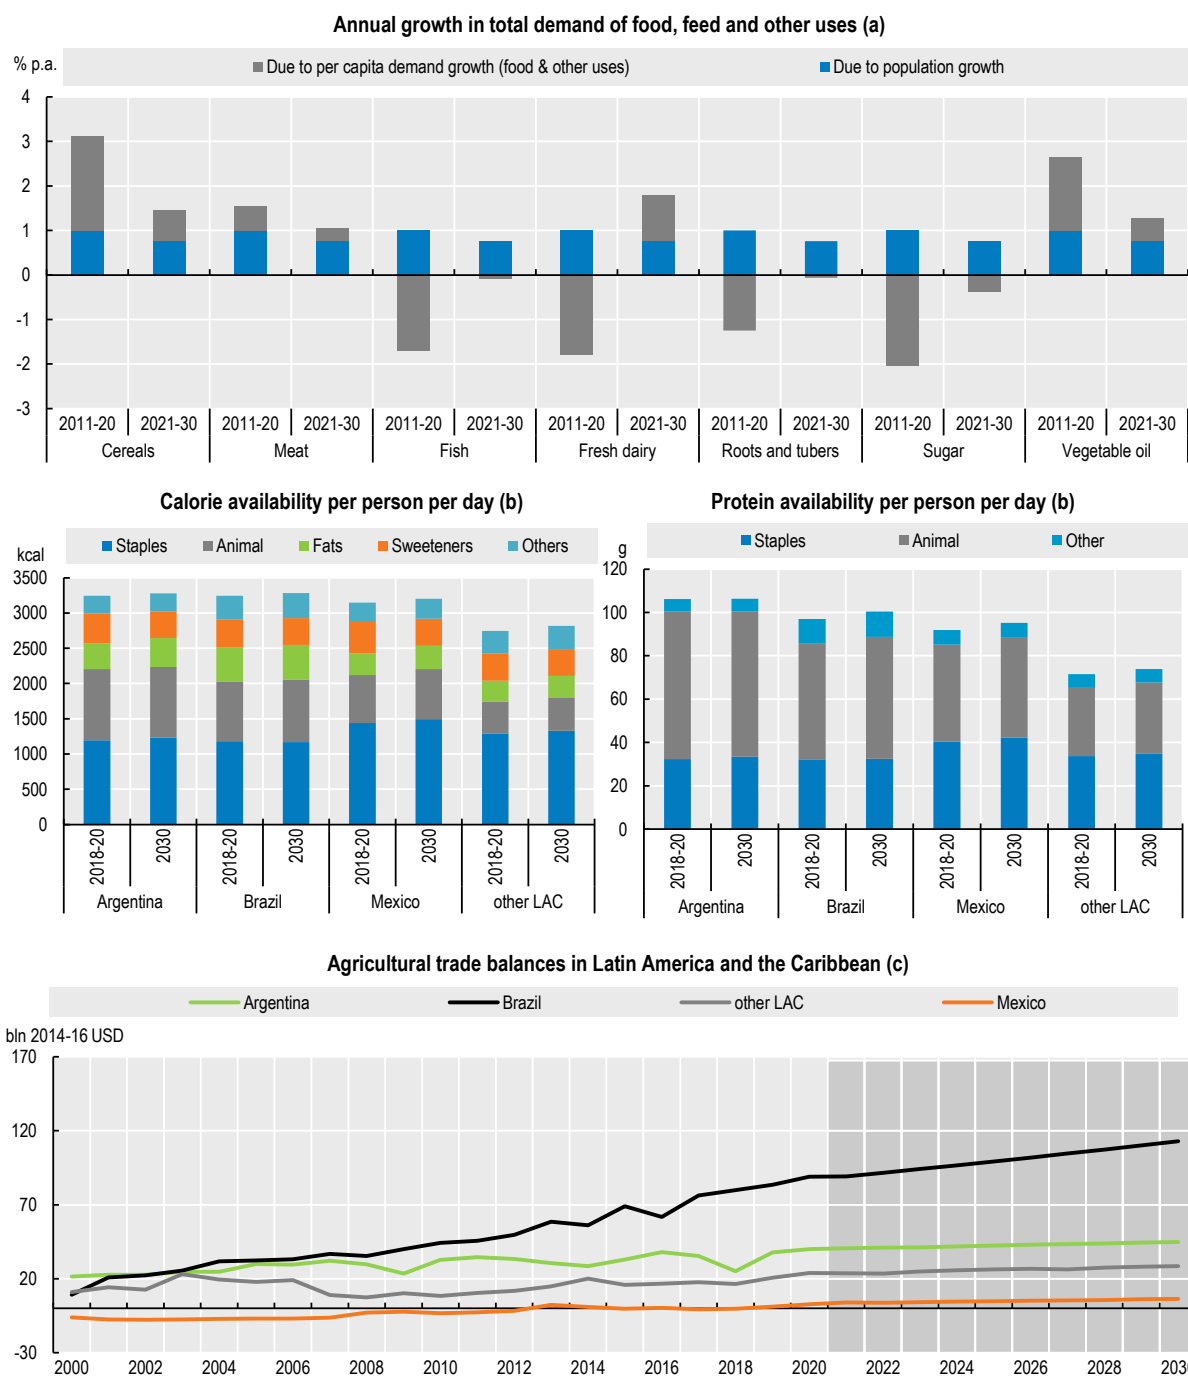 Annual growth in total demand of food, feed and other uses (a)
% p.a.
Due to per capita demand growth (food & other uses) Due to population growth
4
3
2
1
0
-1
-2
-3
2011-20 2021-30 2011-20 2021-30 2011-20 2021-30 2011-20 2021-30 2011-20 2021-30 2011-20 2021-30 2011-20 2021-30
Cereals Meat Fish Fresh dairy Roots and tubers Sugar Vegetable oil
Calorie availability per person per day (b)
kcal
Staples Animal Fats Sweeteners Others
3500
3000
2500
2000
1500
1000
500
0
2018-20 2030 2018-20 2030 2018-20 2030 2018-20 2030
Argentina Brazil Mexico other LAC
Protein availability per person per day (b)
g
Staples Animal Other
120
100
80
60
40
20
0
2018-20 2030 2018-20 2030 2018-20 2030 2018-20 2030
Argentina Brazil Mexico other LAC
Agricultural trade balances in Latin America and the Caribbean (c)
Argentina Brazil other LAC Mexico
bln 2014-16 USD
170
120
70
20
-30
2000 2002 2004 2006 2008 2010 2012 2014 2016 2018 2020 2022 2024 2026 2028 2030